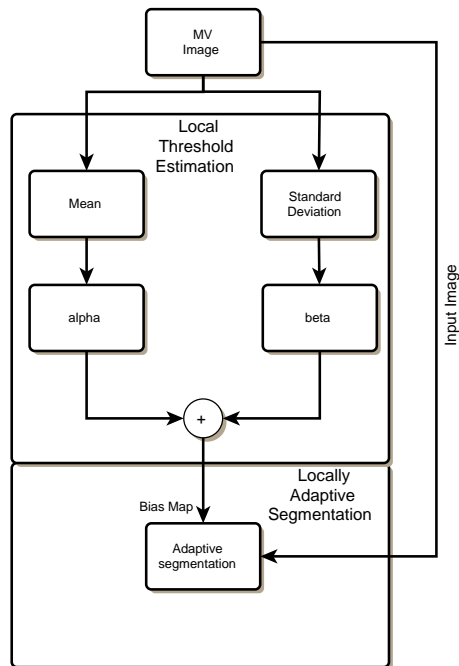 MV
Image
Local
Threshold
Estimation
Mean
Standard
Deviation
alpha
beta
Input Image
+
Locally
Adaptive
Segmentation
Bias Map
Adaptive
segmentation